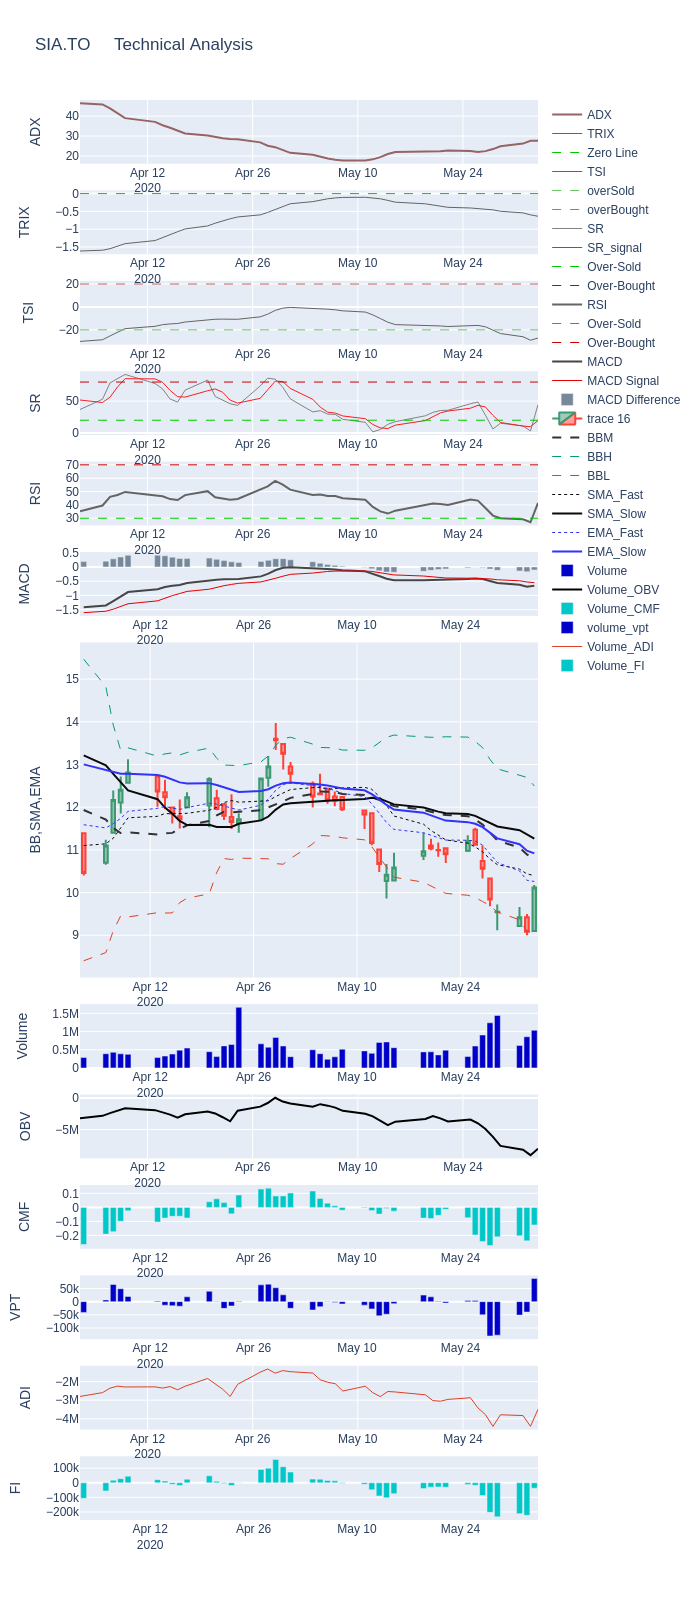 SIA.TO Technical Analysis
ADX
40
30
20
Apr 12
2020
Apr 26
May 10
May 24
TRIX
0
−0.5
−1
−1.5
Apr 12
2020
Apr 26
May 10
May 24
TSI
20
0
−20
Apr 12
2020
Apr 26
May 10
May 24
SR
50
0
Apr 12
2020
Apr 26
May 10
May 24
RSI
70
60
50
40
30
Apr 12
2020
Apr 26
May 10
May 24
MACD
0.5
0
−0.5
−1
−1.5
Apr 12
2020
Apr 26
May 10
May 24
BB,SMA,EMA
15
14
13
12
11
10
9
Apr 12
2020
Apr 26
May 10
May 24
Volume
1.5M
1M
0.5M
0
Apr 12
2020
Apr 26
May 10
May 24
OBV
0
−5M
Apr 12
2020
Apr 26
May 10
May 24
CMF
0.1
0
−0.1
−0.2
Apr 12
2020
Apr 26
May 10
May 24
VPT
50k
0
−50k
−100k
Apr 12
2020
Apr 26
May 10
May 24
ADI
−2M
−3M
−4M
Apr 12
2020
Apr 26
May 10
May 24
FI
100k
0
−100k
−200k
Apr 12
2020
Apr 26
May 10
May 24
ADX
TRIX
Zero Line
TSI
overSold
overBought
SR
SR_signal
Over-Sold
Over-Bought
RSI
Over-Sold
Over-Bought
MACD
MACD Signal
MACD Difference
trace 16
BBM
BBH
BBL
SMA_Fast
SMA_Slow
EMA_Fast
EMA_Slow
Volume
Volume_OBV
Volume_CMF
volume_vpt
Volume_ADI
Volume_FI